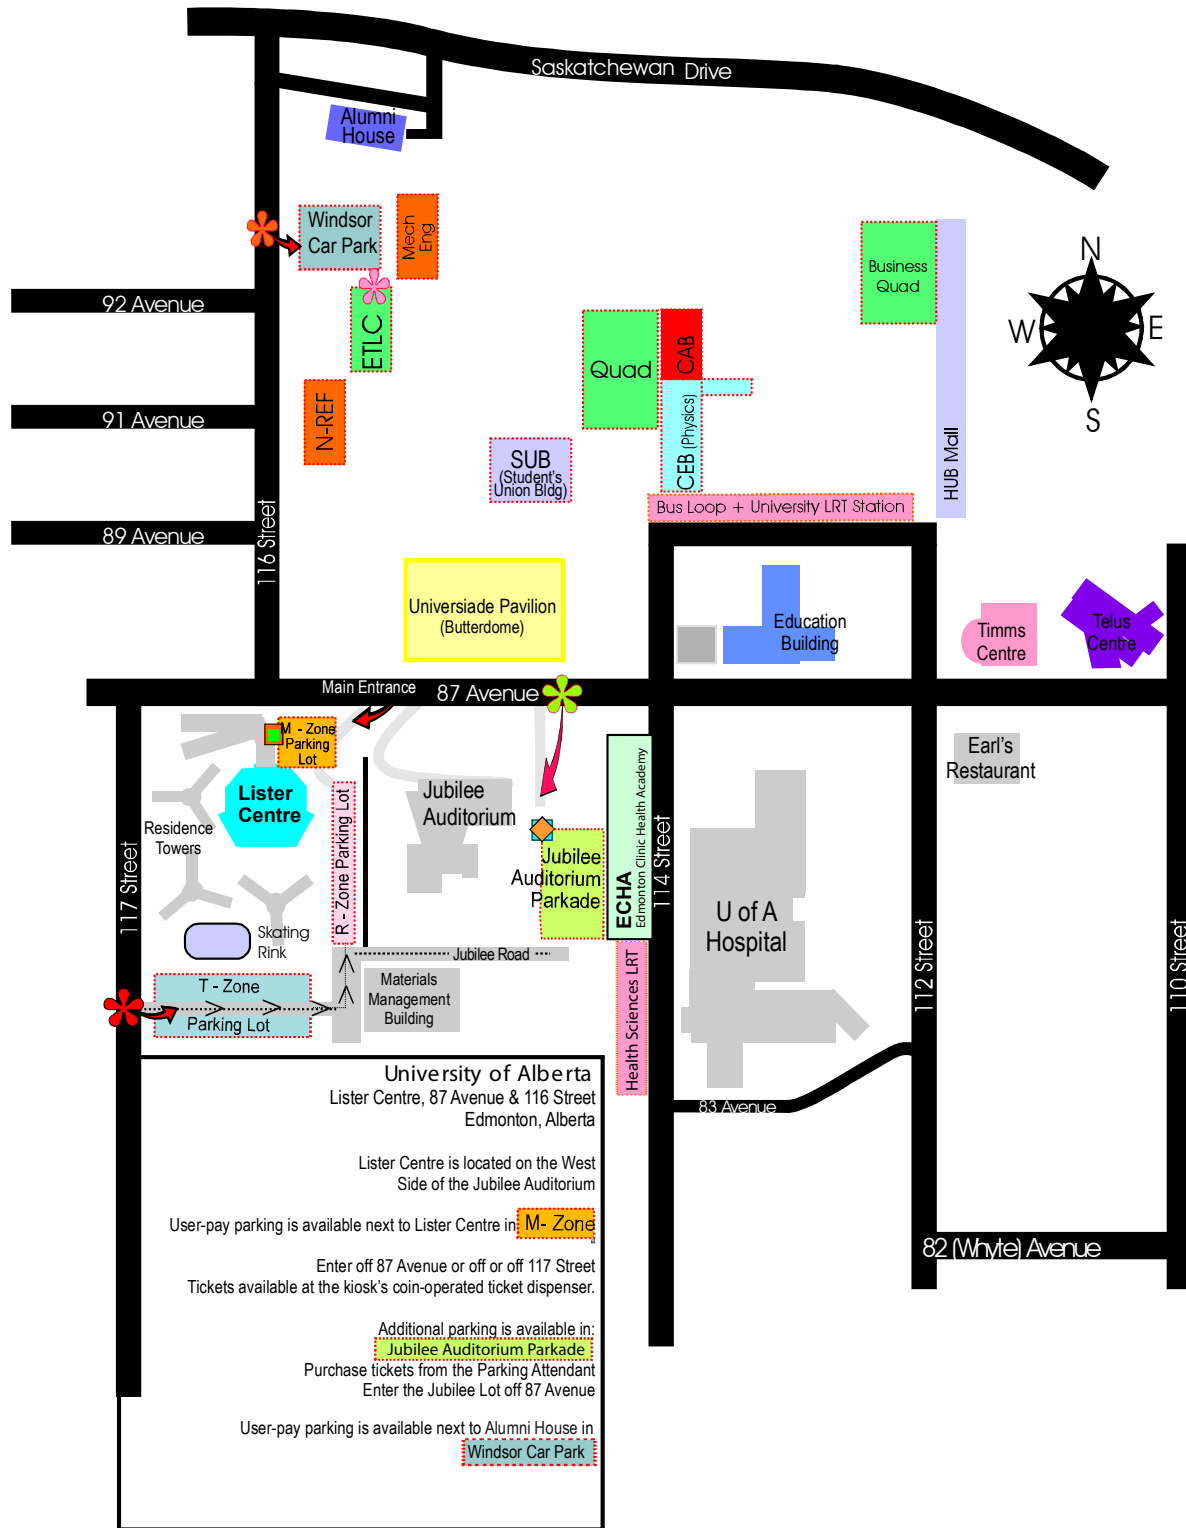 Saskatchewan Drive
Alumni
House
Windsor
Car Park
Mech
Eng
Business
Quad
N
W
E
S
92 Avenue
ETLC
CAB
Quad
91 Avenue
N-REF
CEB (Physics)
HUB Mall
SUB
(Student's
Union Bldg)
Bus Loop + University LRT Station
89 Avenue
116 Street
Universiade Pavilion
(Butterdome)
Education
Building
Timms
Centre
Telus
Centre
Main Entrance
87 Avenue
M - Zone
Parking
Lot
Lister
Centre
Residence
Towers
R - Zone Parking Lot
Jubilee
Auditorium
Jubilee
Auditorium
Parkade
ECHA
Edmonton Clinic Health Academy
114 Street
Earl's
Restaurant
U of A
Hospital
117 Street
112 Street
110 Street
Skating
Rink
Jubilee Road
T - Zone
Parking Lot
Materials
Management
Building
Health Sciences LRT
83 Avenue
82 (Whyte) Avenue
University of Alberta
Lister Centre, 87 Avenue & 116 Street
Edmonton, Alberta
Lister Centre is located on the West
Side of the Jubilee Auditorium
User-pay parking is available next to Lister Centre in M- Zone
Enter off 87 Avenue or off or off 117 Street
Tickets available at the kiosk's coin-operated ticket dispenser.
Additional parking is available in:
Jubilee Auditorium Parkade
Purchase tickets from the Parking Attendant
Enter the Jubilee Lot off 87 Avenue
User-pay parking is available next to Alumni House in
Windsor Car Park